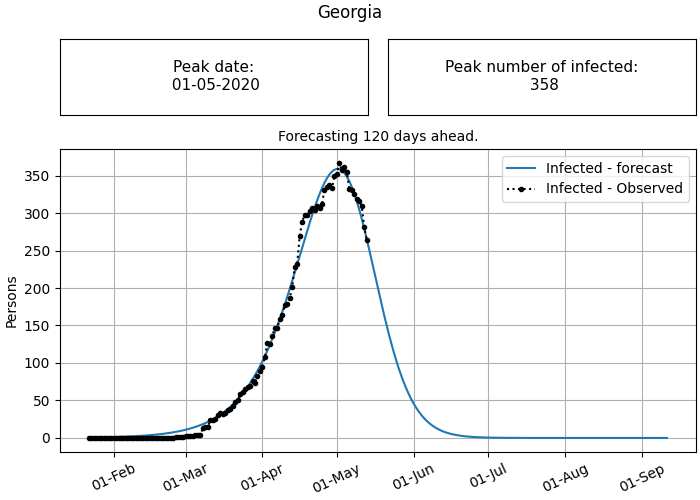 Georgia
Peak date:
01-05-2020
Peak number of infected:
358
Forecasting 120 days ahead.
Infected - forecast
Infected - Observed
Persons
350
300
250
200
150
100
50
0
01-Feb
01-Mar
01-Apr
01-May
01-Jun
01-Jul
01-Aug
01-Sep